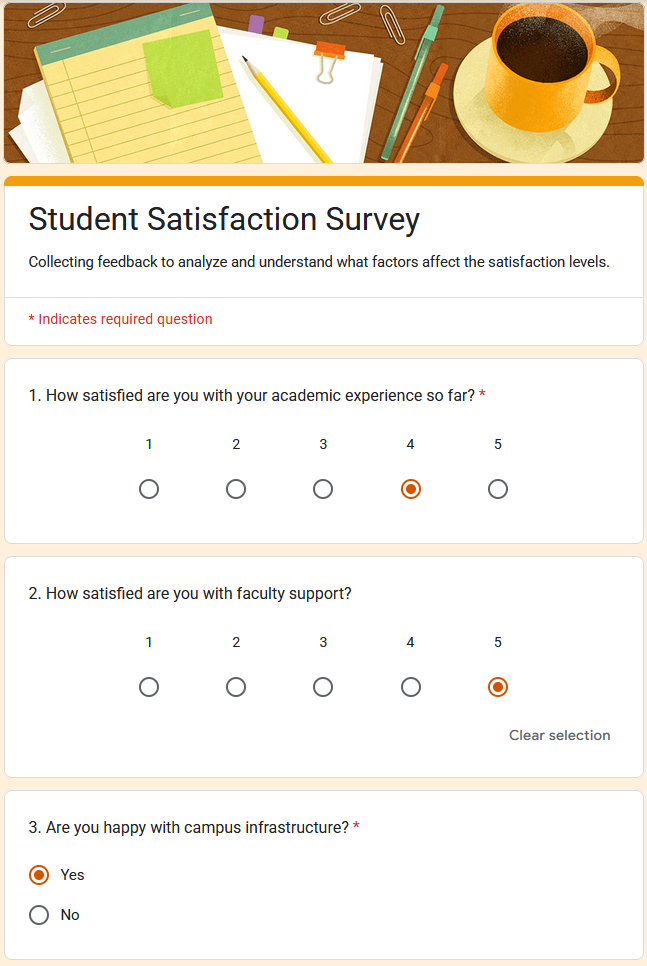 Student Satisfaction Survey
Collecting feedback to analyze and understand what factors affect the satisfaction levels.
* Indicates required question
1. How satisfied are you with your academic experience so far? *
1 2 3 4 5
2. How satisfied are you with faculty support?
1 2 3 4 5
Clear selection
3. Are you happy with campus infrastructure? *
Yes
No